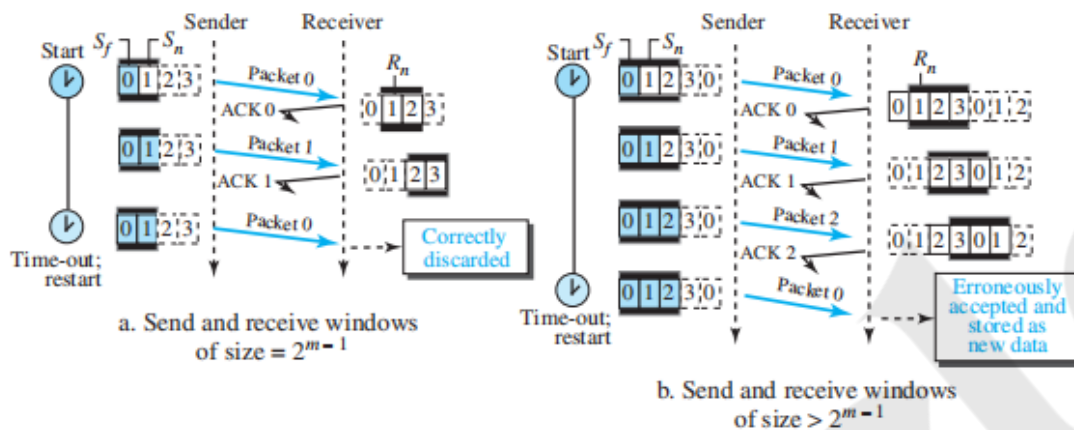 Sender Receiver
Start
S_f S_n
0 1 2 3
Packet 0
R_n
0 1 2 3
ACK 0
0 1 2 3
Packet 1
0 1 2 3
ACK 1
0 1 2 3
Packet 0
Time-out;
restart
Correctly
discarded
a. Send and receive windows
of size = 2^{m – 1}
Sender Receiver
Start
S_f S_n
0 1 2 3 0
Packet 0
R_n
0 1 2 3 0 1 2
ACK 0
0 1 2 3 0
Packet 1
0 1 2 3 0 1 2
ACK 1
0 1 2 3 0
Packet 2
0 1 2 3 0 1 2
ACK 2
0 1 2 3 0
Packet 0
Time-out;
restart
Erroneously
accepted and
stored as
new data
b. Send and receive windows
of size > 2^{m – 1}